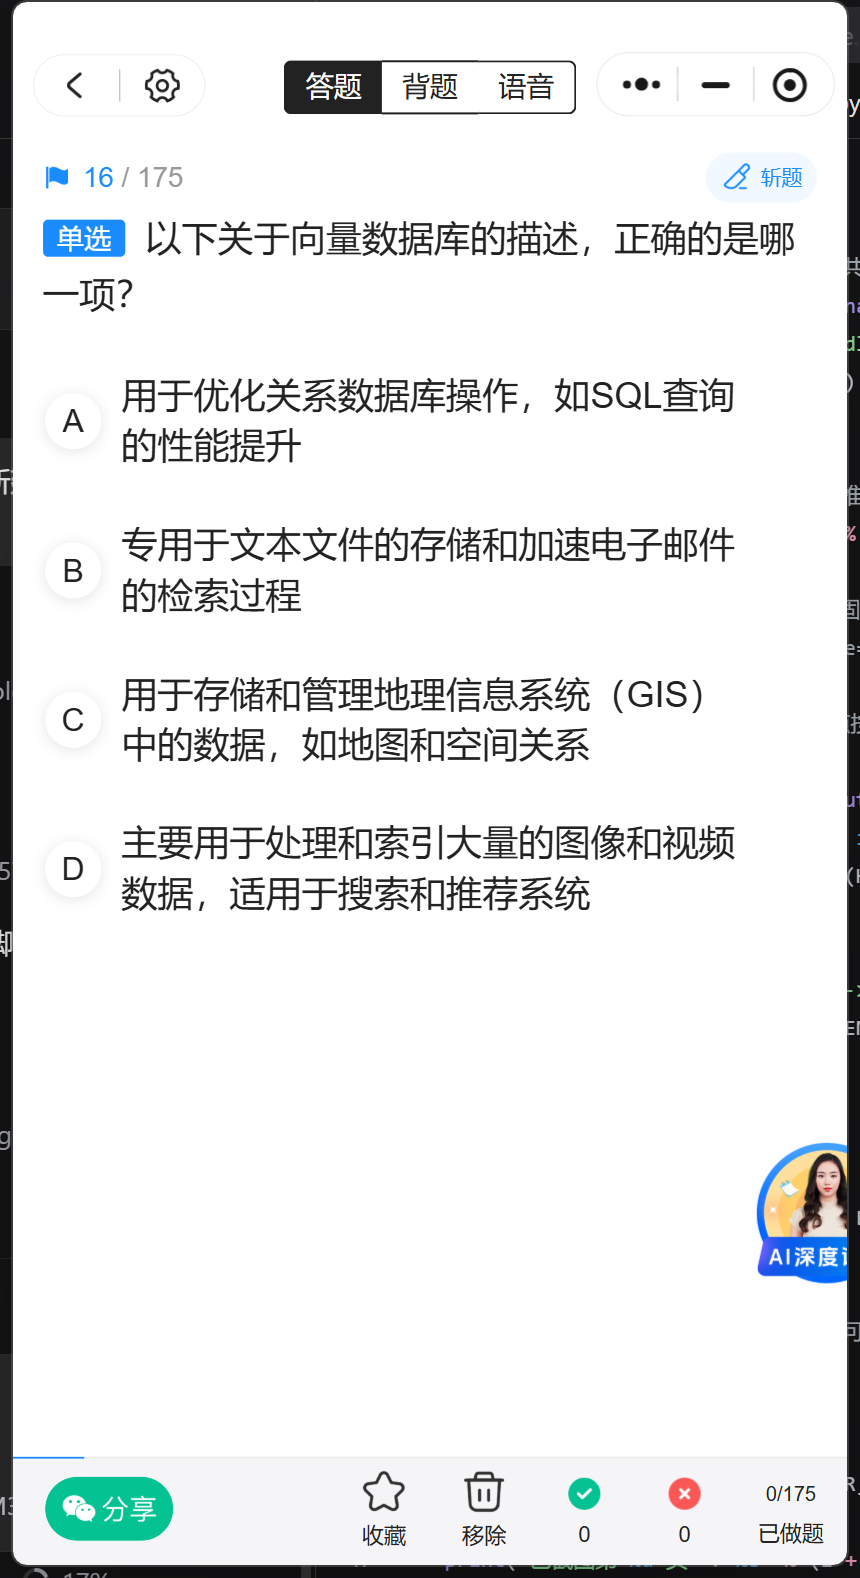 答题 背题 语音
16 / 175
斩题
单选 以下关于向量数据库的描述，正确的是哪
一项？
A 用于优化关系数据库操作，如SQL查询
的性能提升
B 专用于文本文件的存储和加速电子邮件
的检索过程
C 用于存储和管理地理信息系统（GIS）
中的数据，如地图和空间关系
D 主要用于处理和索引大量的图像和视频
数据，适用于搜索和推荐系统
AI深度
分享
收藏
移除
0
0
0/175
已做题
17%